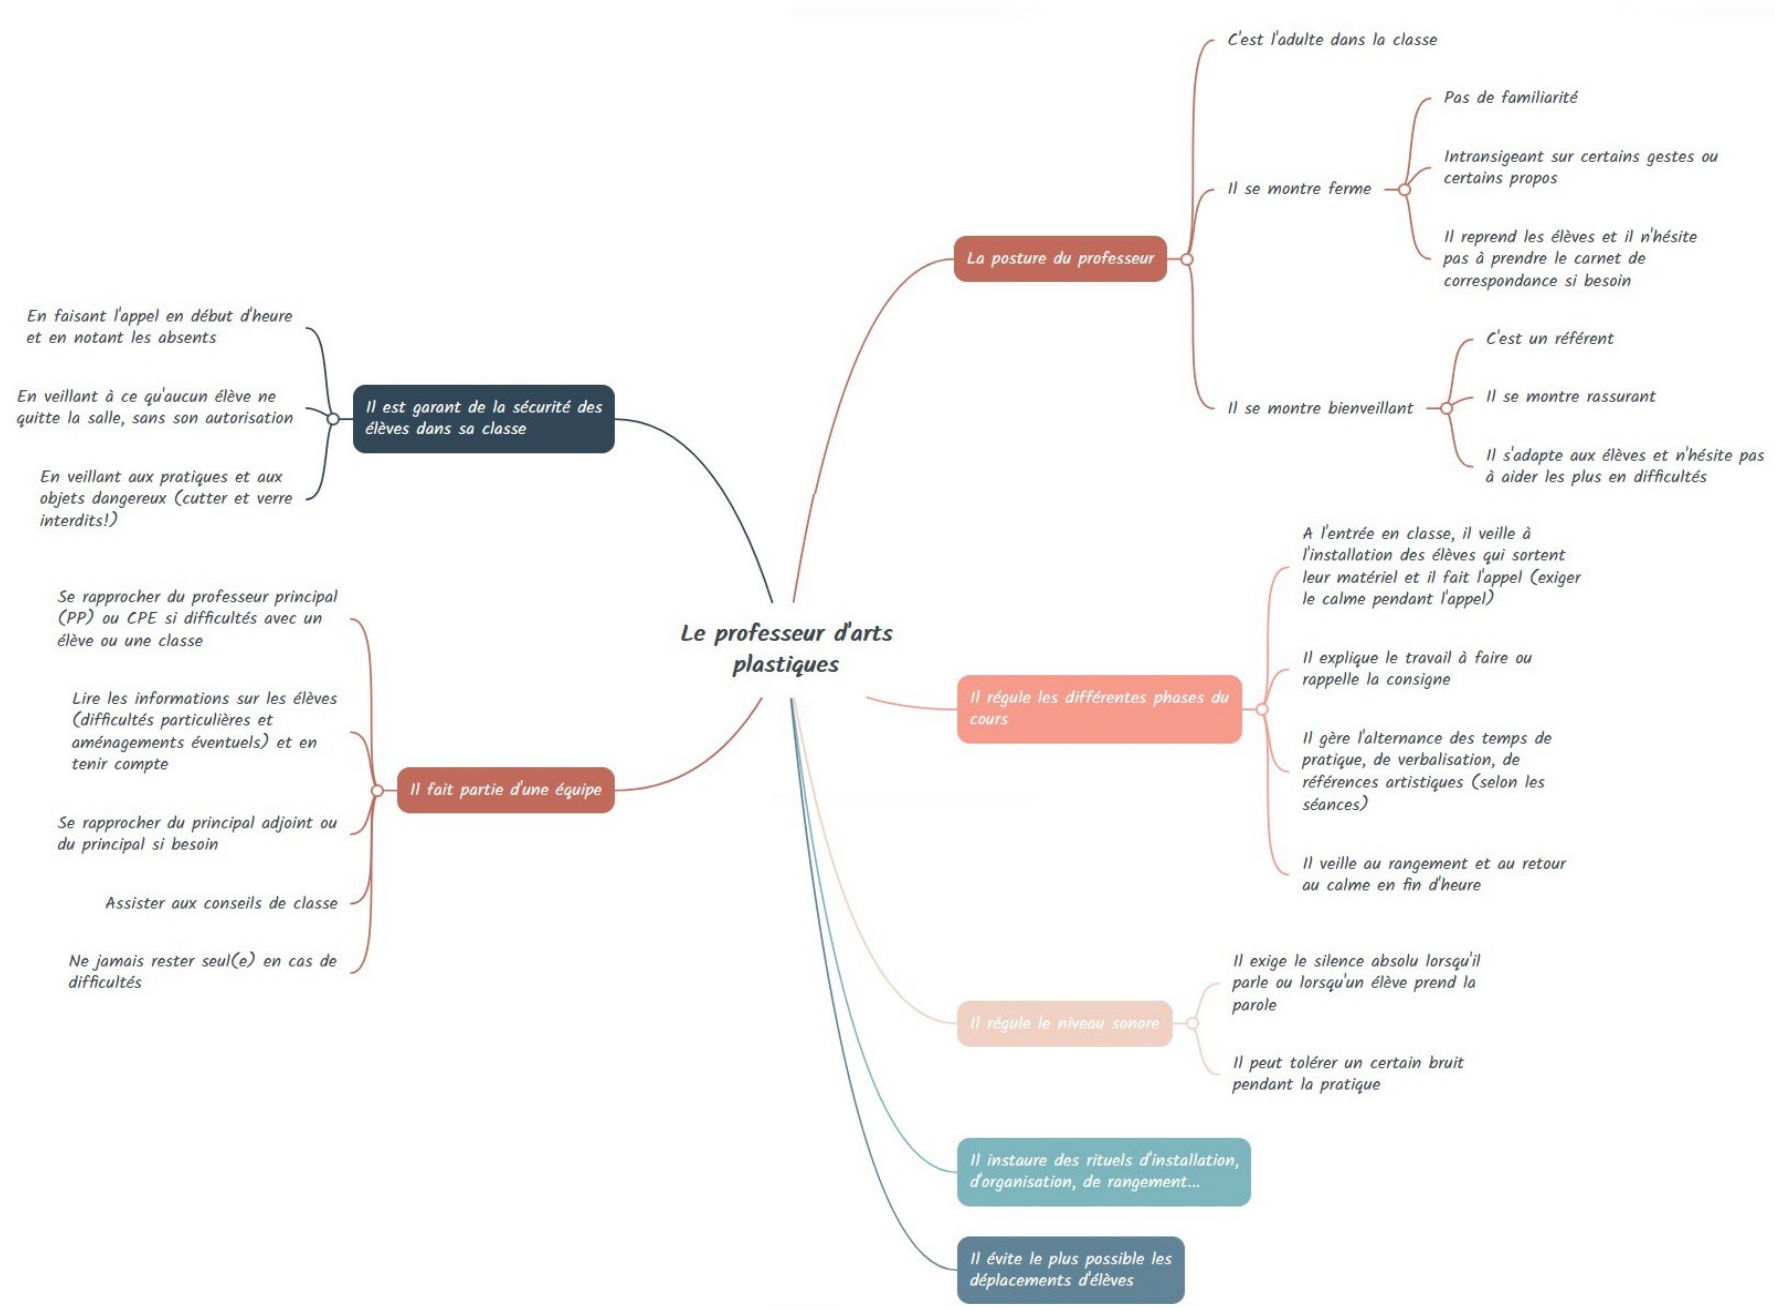 Le professeur d'arts
plastiques
La posture du professeur
C'est l'adulte dans la classe
Il se montre ferme
Pas de familiarité
Intransigeant sur certains gestes ou
certains propos
Il reprend les élèves et il n'hésite
pas à prendre le carnet de
correspondance si besoin
Il se montre bienveillant
C'est un référent
Il se montre rassurant
Il s'adapte aux élèves et n'hésite pas
à aider les plus en difficultés
Il régule les différentes phases du
cours
A l'entrée en classe, il veille à
l'installation des élèves qui sortent
leur matériel et il fait l'appel (exiger
le calme pendant l'appel)
Il explique le travail à faire ou
rappelle la consigne
Il gère l'alternance des temps de
pratique, de verbalisation, de
références artistiques (selon les
séances)
Il veille au rangement et au retour
au calme en fin d'heure
Il régule le niveau sonore
Il exige le silence absolu lorsqu'il
parle ou lorsqu'un élève prend la
parole
Il peut tolérer un certain bruit
pendant la pratique
Il instaure des rituels d'installation,
d'organisation, de rangement...
Il évite le plus possible les
déplacements d'élèves
Il est garant de la sécurité des
élèves dans sa classe
En faisant l'appel en début d'heure
et en notant les absents
En veillant à ce qu'aucun élève ne
quitte la salle, sans son autorisation
En veillant aux pratiques et aux
objets dangereux (cutter et verre
interdits!)
Il fait partie d'une équipe
Se rapprocher du professeur principal
(PP) ou CPE si difficultés avec un
élève ou une classe
Lire les informations sur les élèves
(difficultés particulières et
aménagements éventuels) et en
tenir compte
Se rapprocher du principal adjoint ou
du principal si besoin
Assister aux conseils de classe
Ne jamais rester seul(e) en cas de
difficultés